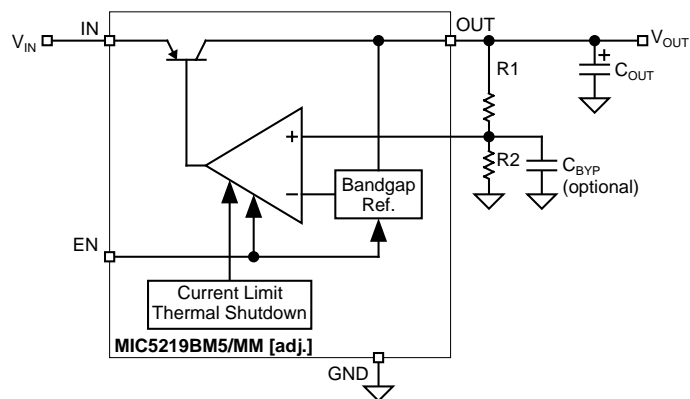 IN
OUT
V_IN
V_OUT
R1
C_OUT
+
+
R2
C_BYP
(optional)
–
Bandgap
Ref.
EN
Current Limit
Thermal Shutdown
MIC5219BM5/MM [adj.]
GND